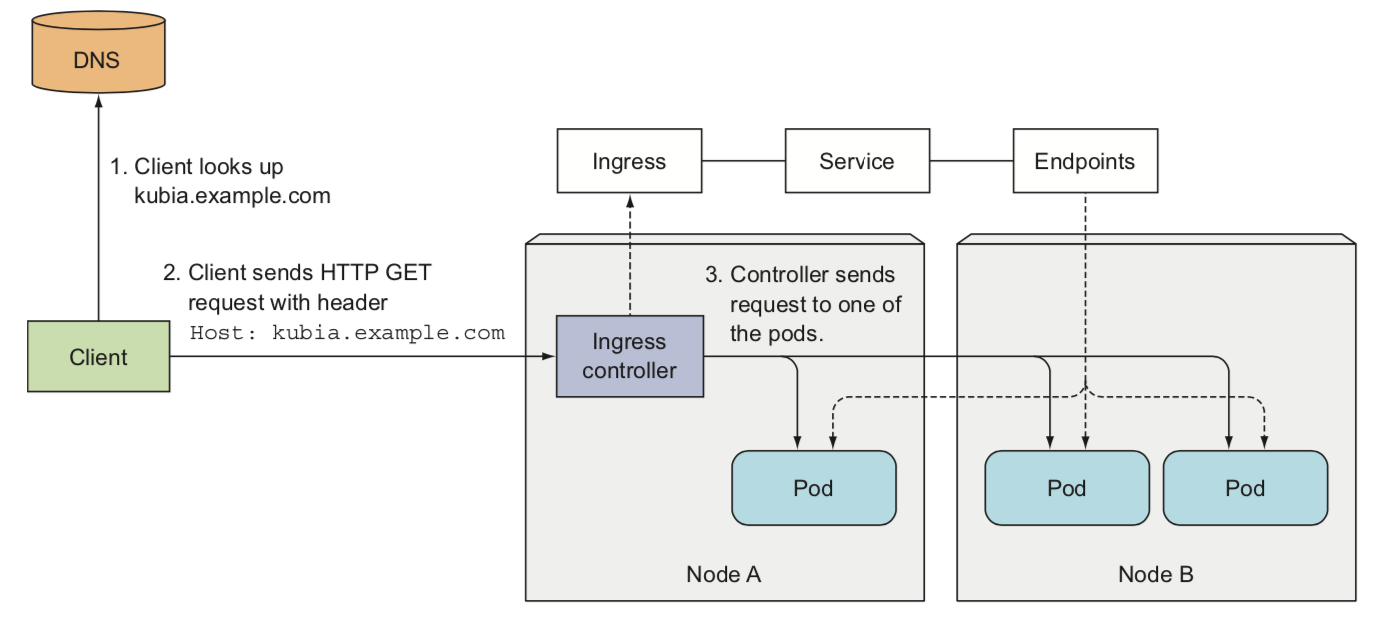 DNS
1. Client looks up
kubia.example.com
2. Client sends HTTP GET
request with header
Host: kubia.example.com
Client
Ingress
Service
Endpoints
3. Controller sends
request to one of
the pods.
Ingress
controller
Pod
Pod
Pod
Node A
Node B